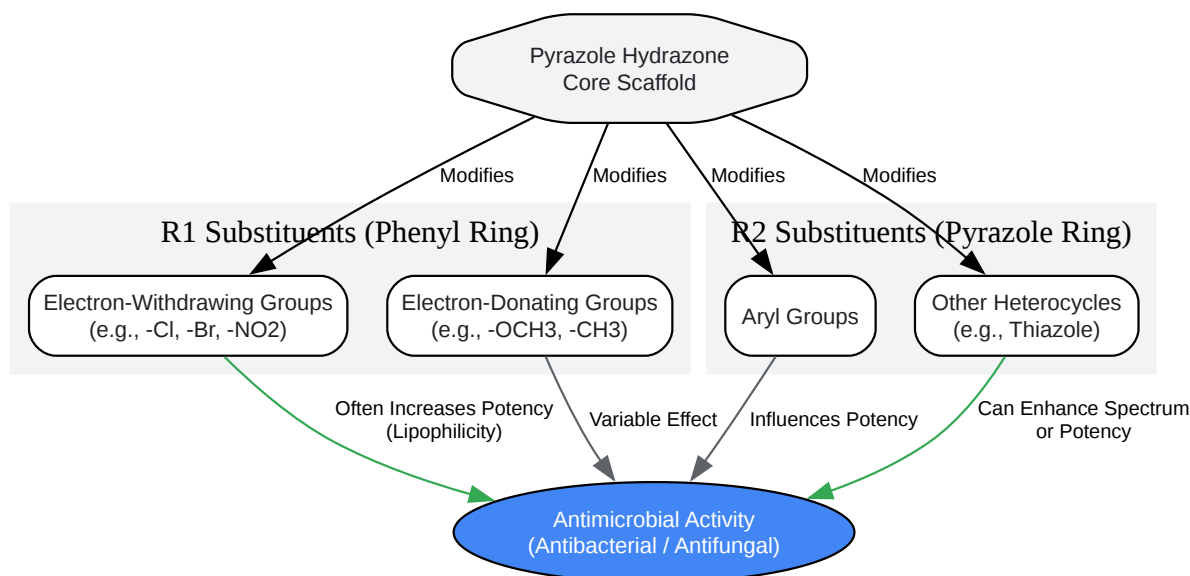 Pyrazole Hydrazone
Core Scaffold
Modifies
Modifies
Modifies
Modifies
R1 Substituents (Phenyl Ring)
R2 Substituents (Pyrazole Ring)
Electron-Withdrawing Groups
(e.g., -Cl, -Br, -NO2)
Electron-Donating Groups
(e.g., -OCH3, -CH3)
Aryl Groups
Other Heterocycles
(e.g., Thiazole)
Often Increases Potency
(Lipophilicity)
Variable Effect
Influences Potency
Can Enhance Spectrum
or Potency
Antimicrobial Activity
(Antibacterial / Antifungal)